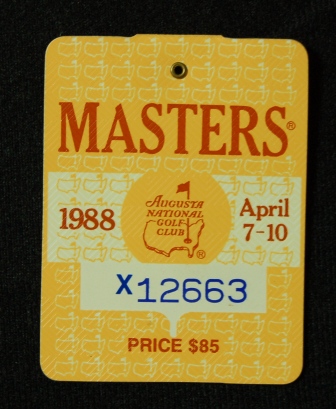 MASTERS®
1988
AUGUSTA
NATIONAL
GOLF
CLUB
®
April
7-10
X12663
PRICE $85